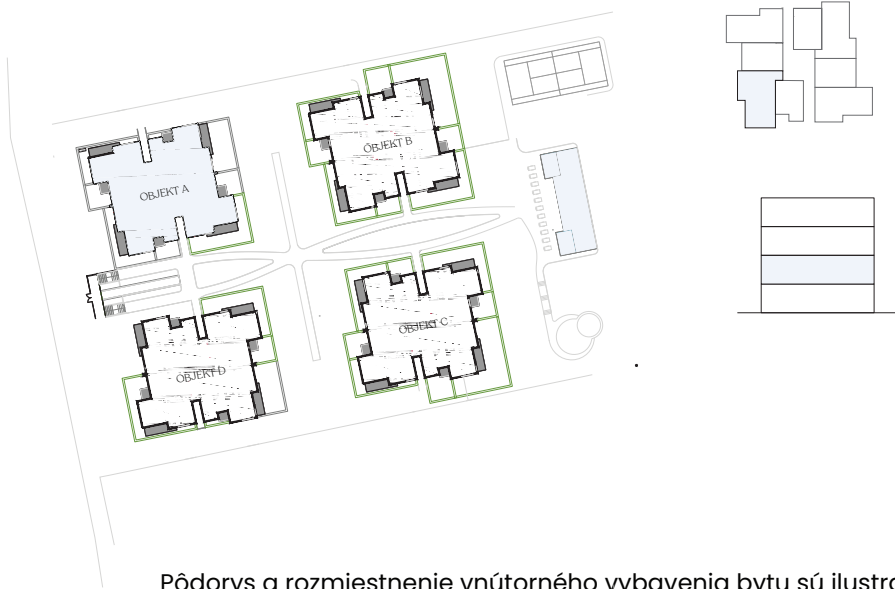 OBJEKT B
OBJEKT A
OBJEKT C
OBJEKT D
Pôdorys a rozmiestnenie vnútorného vybavenia bytu sú ilustra